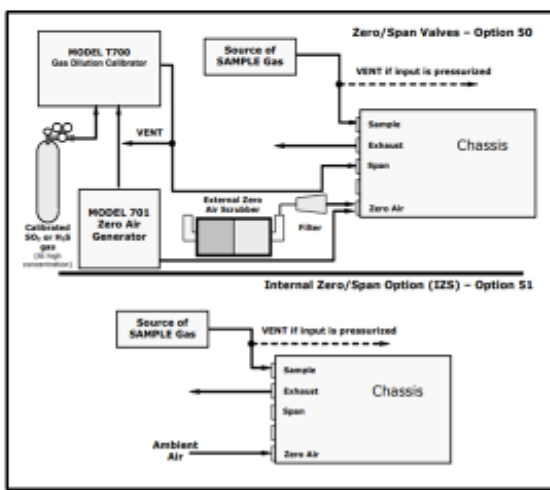 Zero/Span Valves – Option 50
MODEL T700
Gas Dilution Calibrator
Source of
SAMPLE Gas
VENT if input is pressurized
Sample
Exhaust
Span
Zero Air
Chassis
VENT
External Zero
Air Scrubber
Filter
MODEL 701
Zero Air
Generator
Calibrated
SO₂ or H₂S
gas
(At high
concentration)
Internal Zero/Span Option (IZS) – Option 51
Source of
SAMPLE Gas
VENT if input is pressurized
Sample
Exhaust
Span
Zero Air
Chassis
Ambient
Air